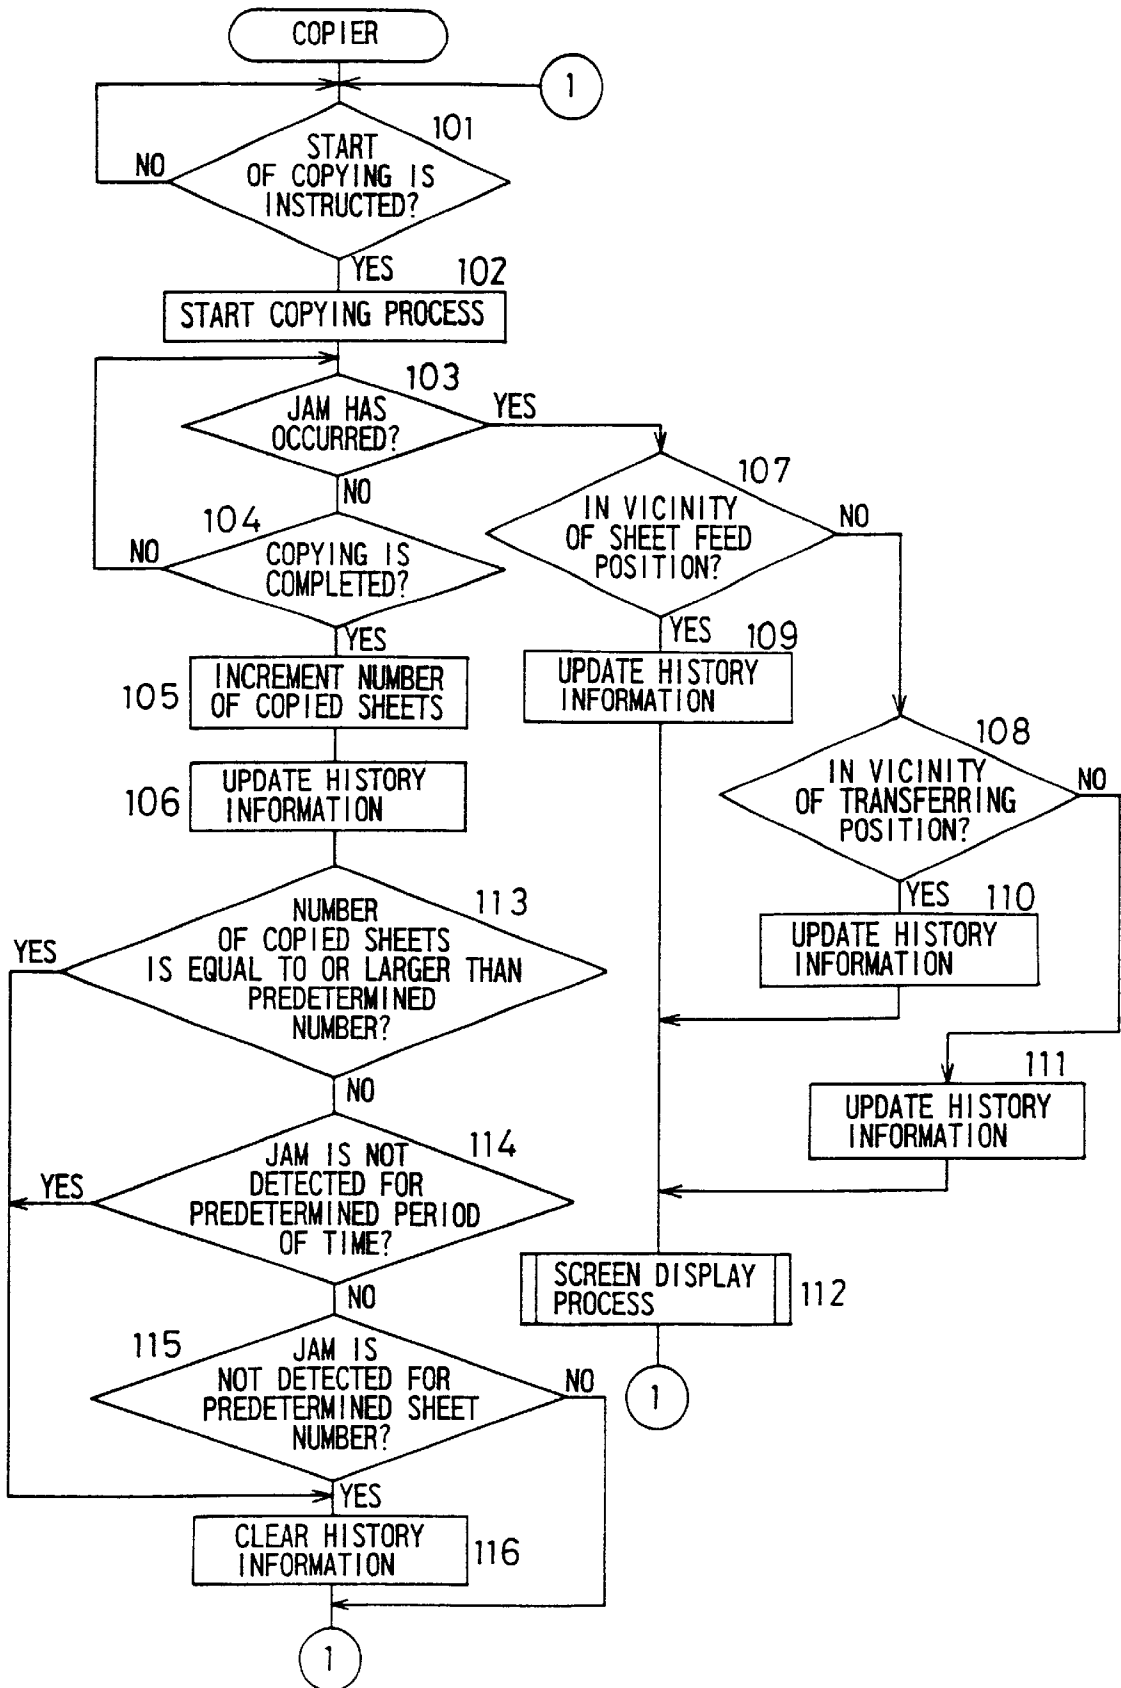 COPIER
1
101
START
OF COPYING IS
INSTRUCTED?
NO
YES
102
START COPYING PROCESS
103
JAM HAS
OCCURRED?
YES
NO
107
IN VICINITY
OF SHEET FEED
POSITION?
NO
104
COPYING IS
COMPLETED?
NO
YES
YES
109
UPDATE HISTORY
INFORMATION
105
INCREMENT NUMBER
OF COPIED SHEETS
108
IN VICINITY
OF TRANSFERRING
POSITION?
NO
106
UPDATE HISTORY
INFORMATION
YES
110
UPDATE HISTORY
INFORMATION
113
NUMBER
OF COPIED SHEETS
IS EQUAL TO OR LARGER THAN
PREDETERMINED
NUMBER?
YES
NO
111
UPDATE HISTORY
INFORMATION
114
JAM IS NOT
DETECTED FOR
PREDETERMINED PERIOD
OF TIME?
YES
NO
SCREEN DISPLAY
PROCESS
112
115
JAM IS
NOT DETECTED FOR
PREDETERMINED SHEET
NUMBER?
NO
1
YES
CLEAR HISTORY
INFORMATION
116
1